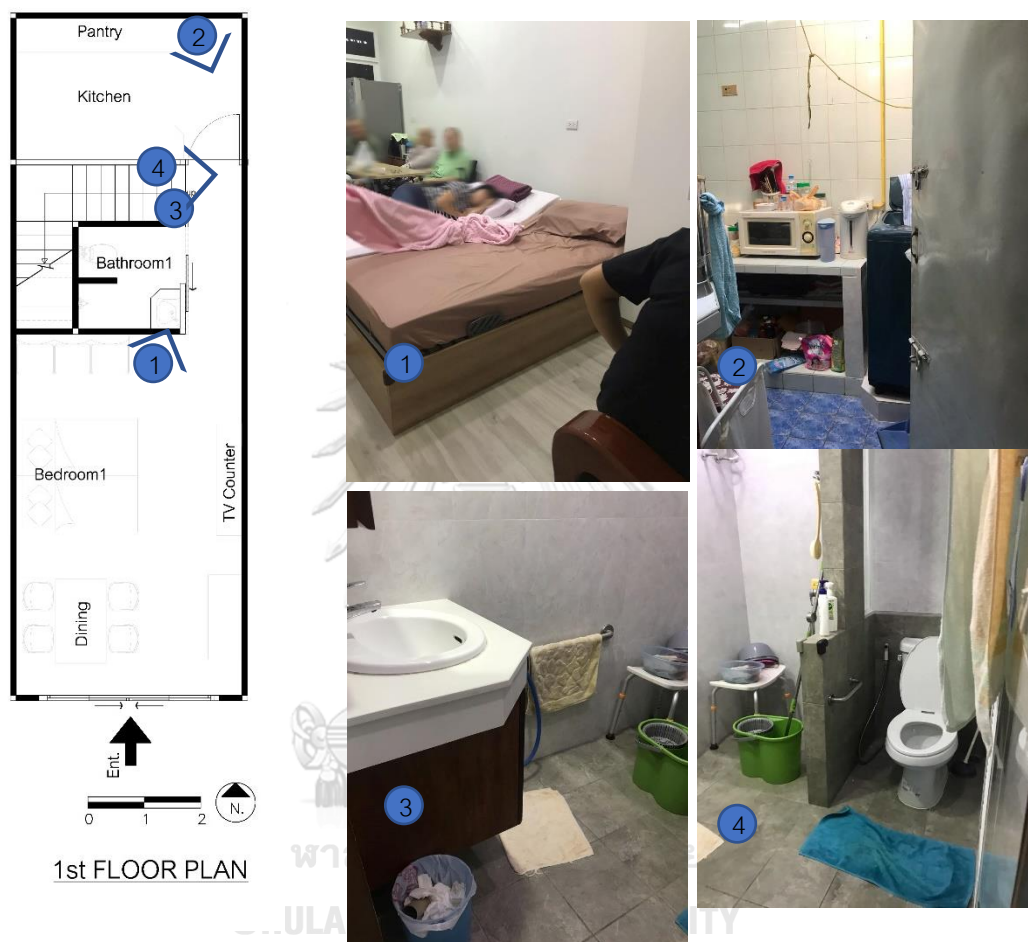 Pantry
2
Kitchen
4
3
Bathroom1
1
Bedroom1
TV Counter
Dining
Ent.
0 1 2
N.
1st FLOOR PLAN
1
2
3
4